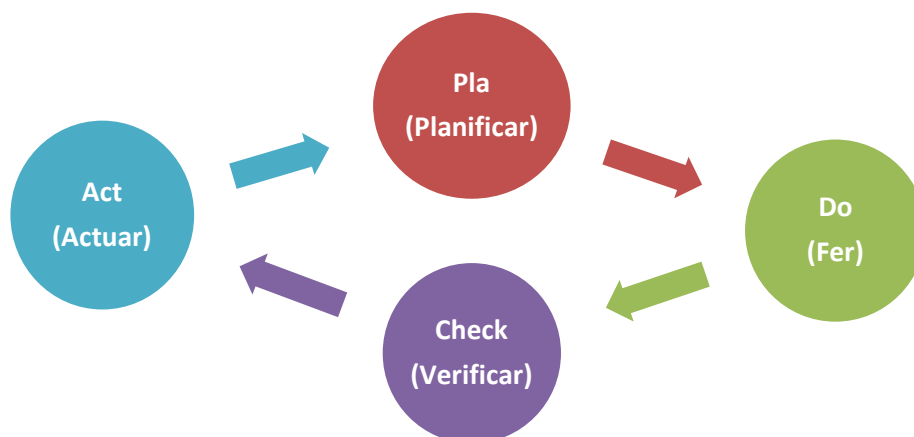 Pla
(Planificar)
Act
(Actuar)
Do
(Fer)
Check
(Verificar)